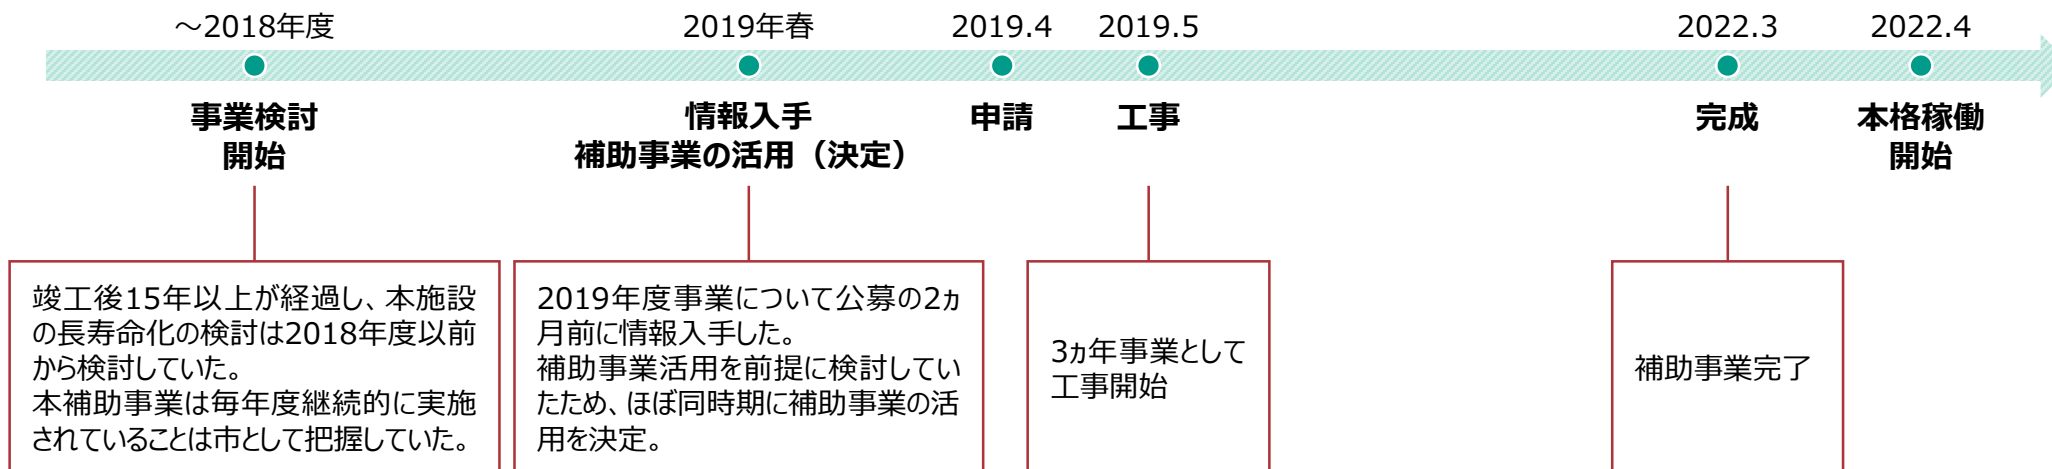 ～2018年度
2019年春
2019.4
2019.5
2022.3
2022.4
事業検討
開始
情報入手
補助事業の活用（決定）
申請
工事
完成
本格稼働
開始
竣工後15年以上が経過し、本施設
の長寿命化の検討は2018年度以前
から検討していた。
本補助事業は毎年度継続的に実施
されていることは市として把握していた。
2019年度事業について公募の2ヵ
月前に情報入手した。
補助事業活用を前提に検討してい
たため、ほぼ同時期に補助事業の活
用を決定。
3ヵ年事業として
工事開始
補助事業完了